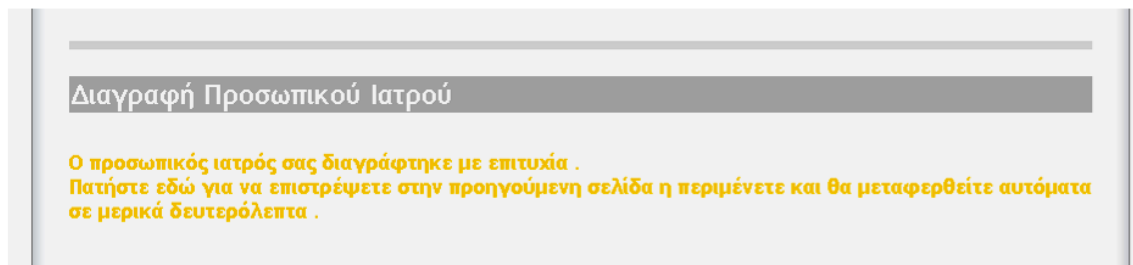 Διαγραφή Προσωπικού Ιατρού
Ο προσωπικός ιατρός σας διαγράφτηκε με επιτυχία .
Πατήστε εδώ για να επιστρέψετε στην προηγούμενη σελίδα η περιμένετε και θα μεταφερθείτε αυτόματα
σε μερικά δευτερόλεπτα .